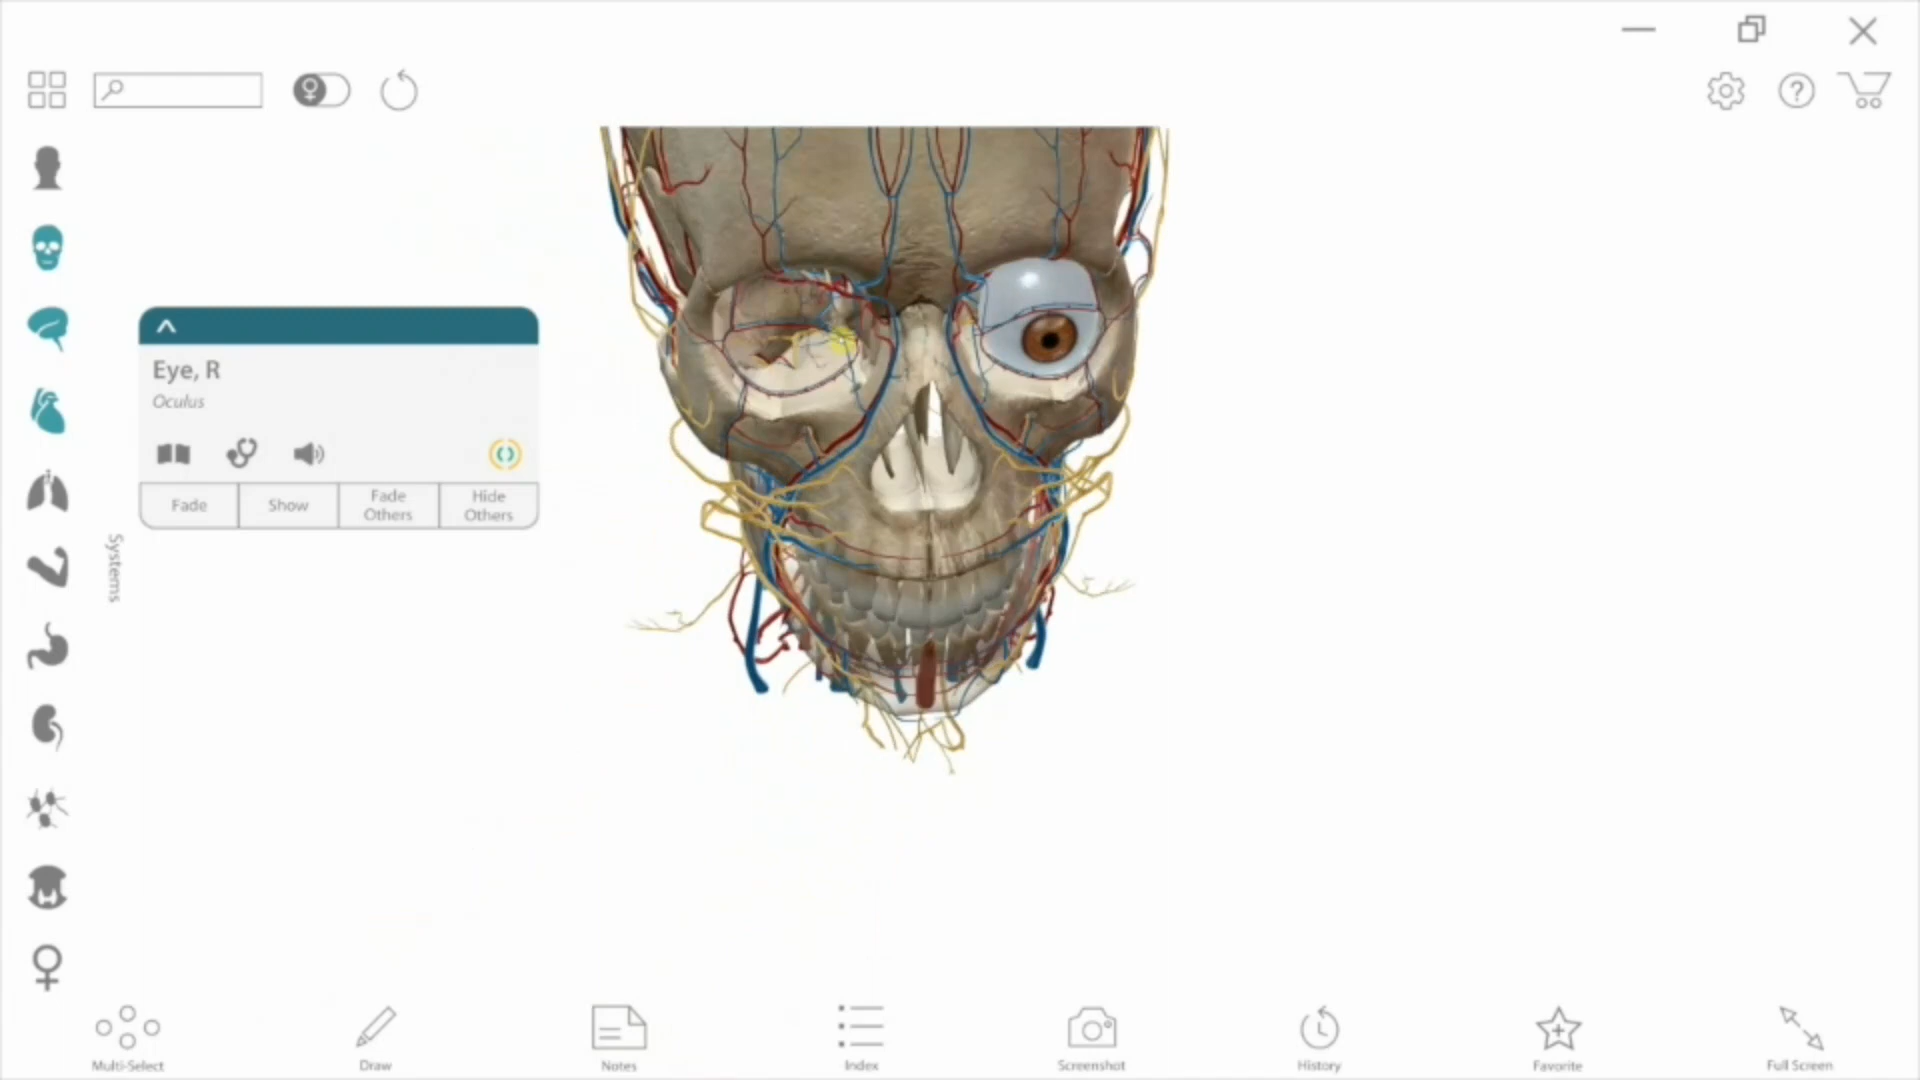 Eye, R
Oculus
Fade
Show
Fade
Others
Hide
Others
Systems
Multi-Select
Draw
Notes
Index
Screenshot
History
Favorite
Full Screen